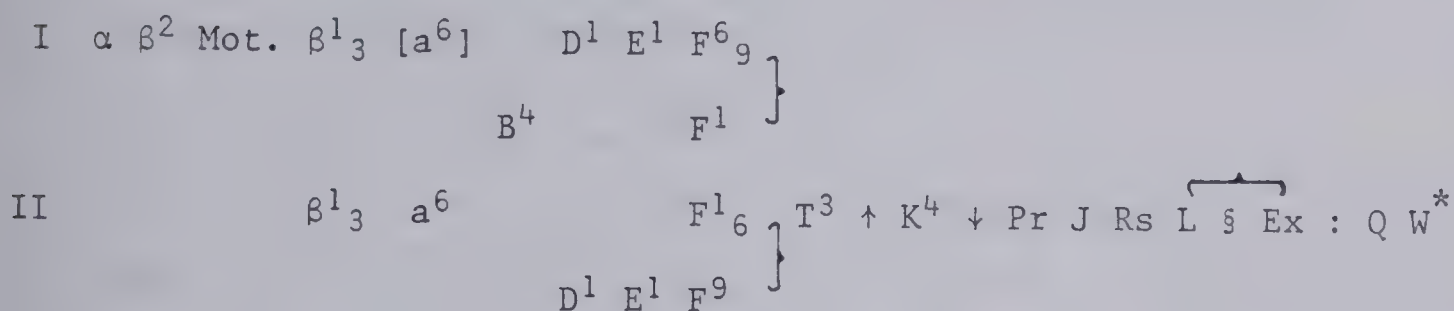 I α β² Mot. β¹₃ [a⁶] D¹ E¹ F⁶₉ }
B⁴ F¹
II β¹₃ a⁶ F¹₆ } T³ ↑ K⁴ ↓ Pr J Rs L § Ex : Q W*
D¹ E¹ F⁹